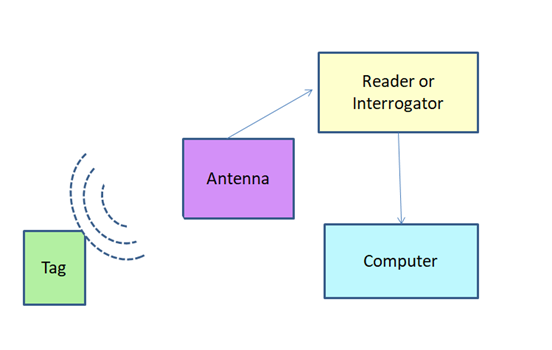 Reader or
Interrogator
Antenna
Tag
Computer